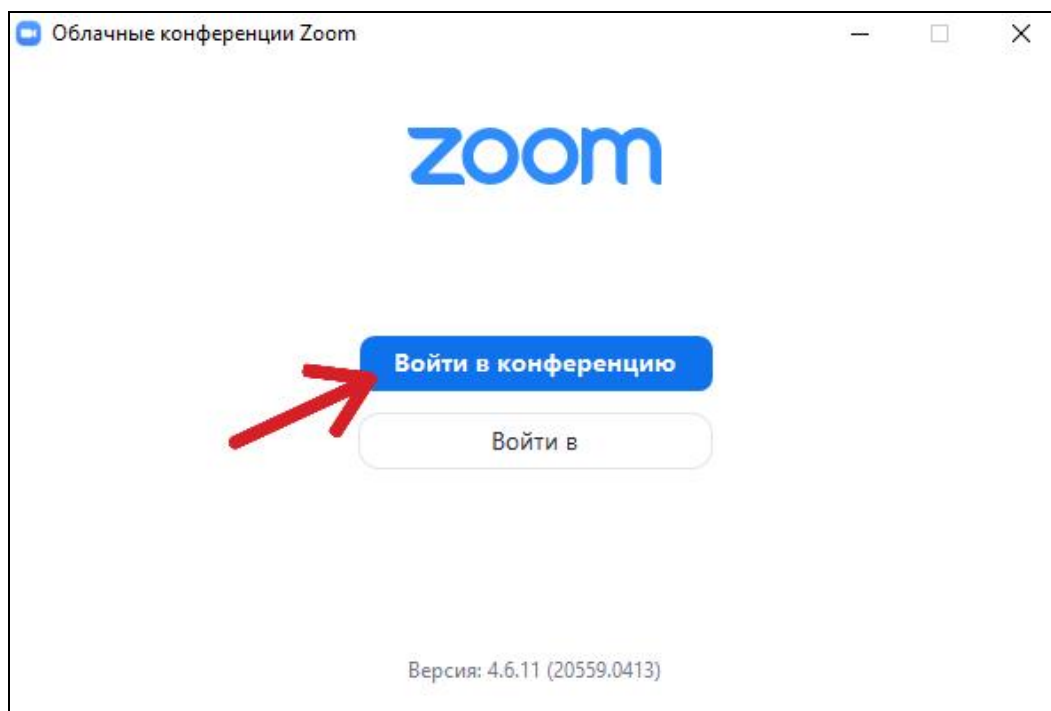 Облачные конференции Zoom
zoom
Войти в конференцию
Войти в
Версия: 4.6.11 (20559.0413)